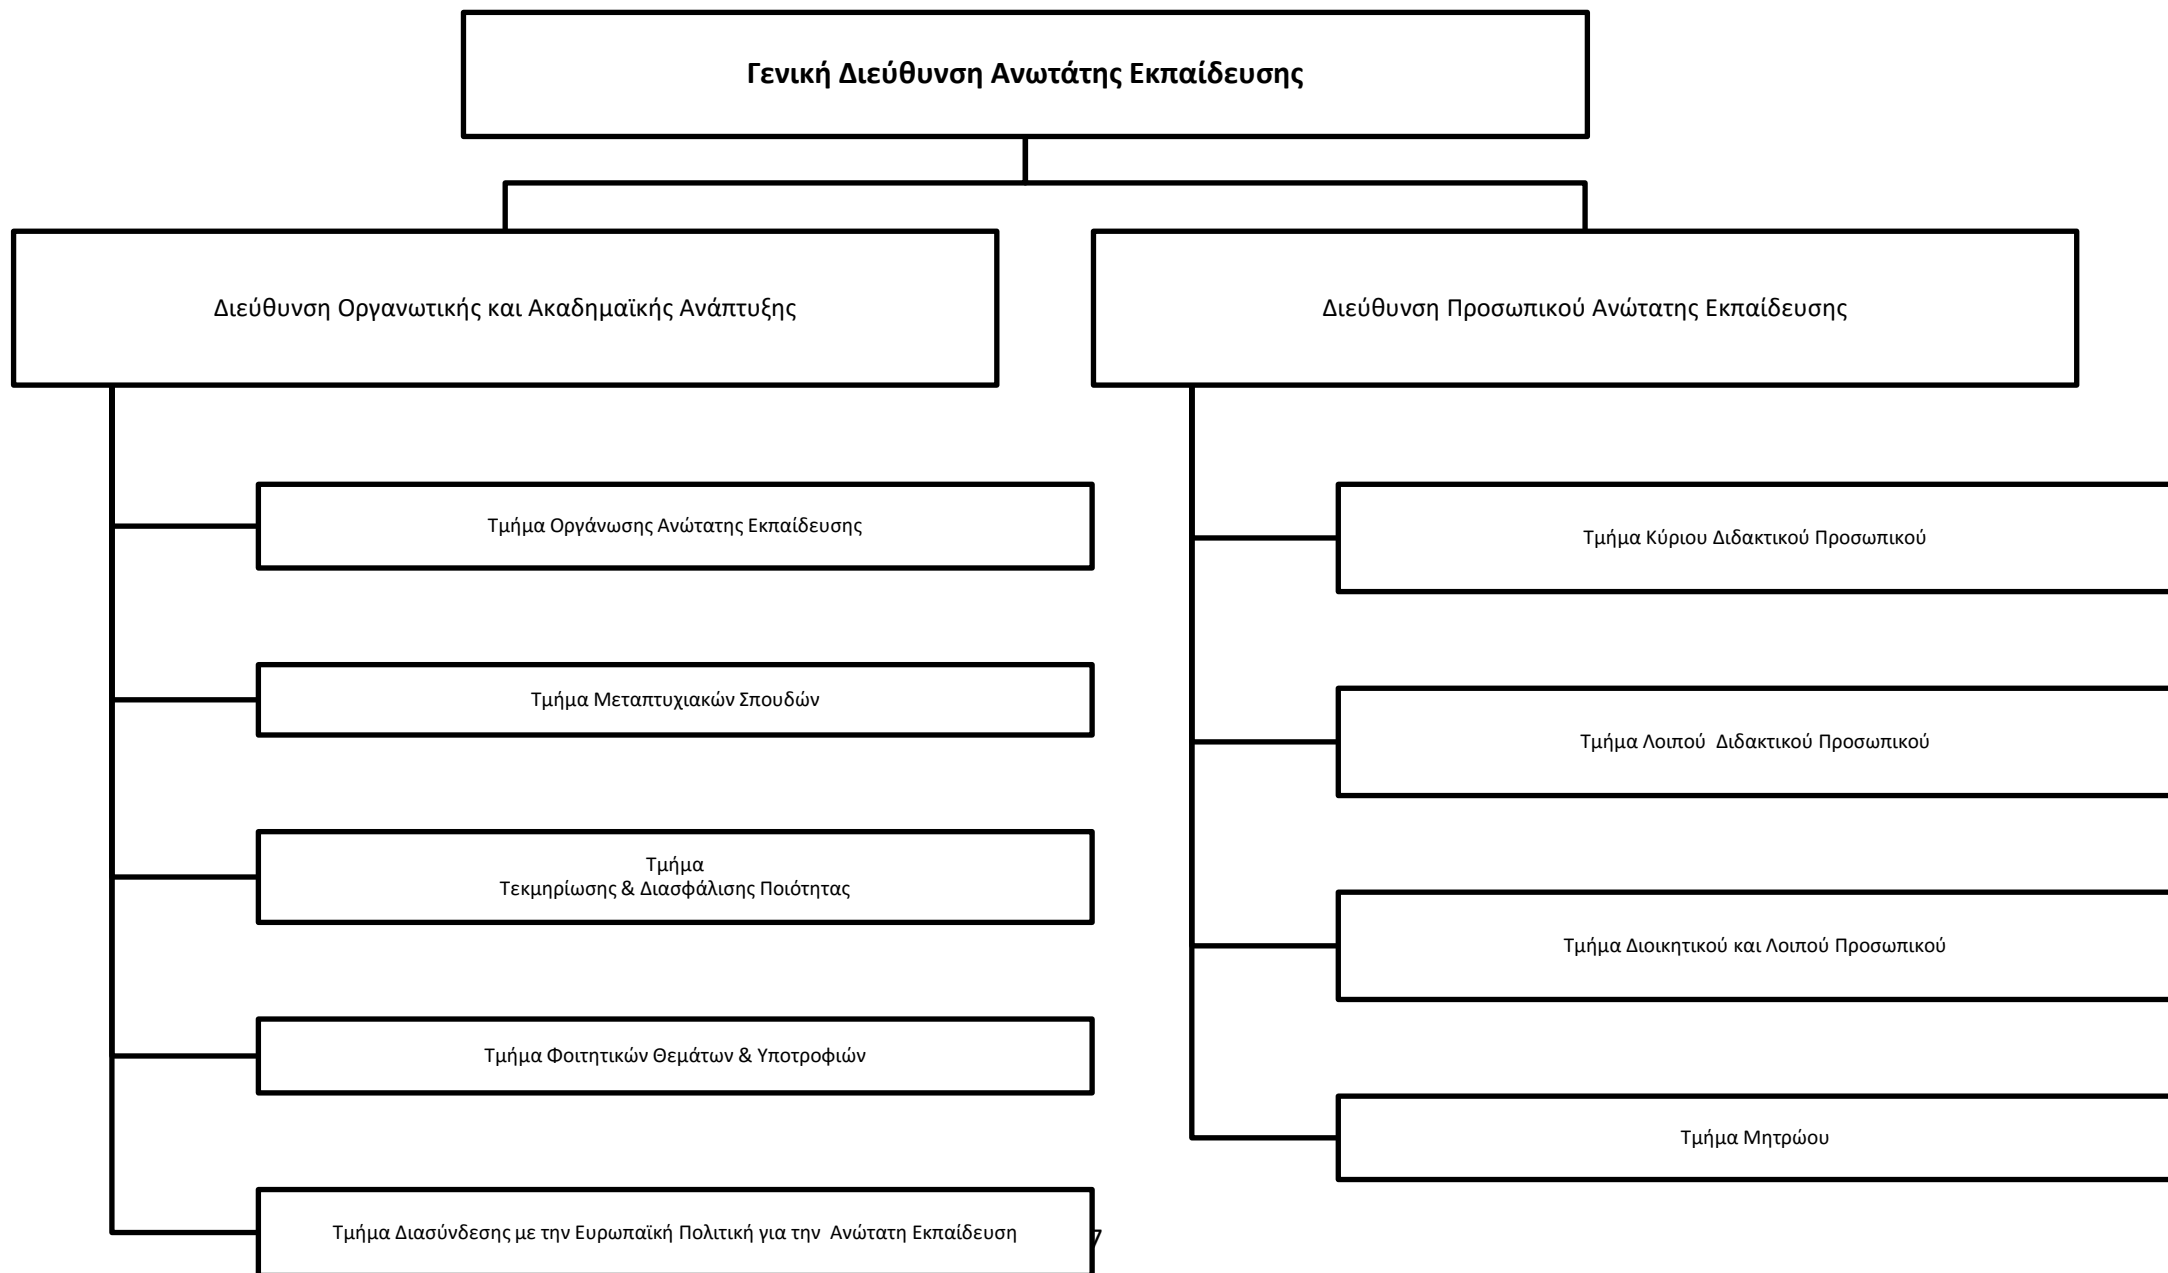 Γενική Διεύθυνση Ανωτάτης Εκπαίδευσης
Διεύθυνση Οργανωτικής και Ακαδημαϊκής Ανάπτυξης
Τμήμα Οργάνωσης Ανώτατης Εκπαίδευσης
Τμήμα Μεταπτυχιακών Σπουδών
Τμήμα
Τεκμηρίωσης & Διασφάλισης Ποιότητας
Τμήμα Φοιτητικών Θεμάτων & Υποτροφιών
Τμήμα Διασύνδεσης με την Ευρωπαϊκή Πολιτική για την Ανώτατη Εκπαίδευση
Διεύθυνση Προσωπικού Ανώτατης Εκπαίδευσης
Τμήμα Κύριου Διδακτικού Προσωπικού
Τμήμα Λοιπού Διδακτικού Προσωπικού
Τμήμα Διοικητικού και Λοιπού Προσωπικού
Τμήμα Μητρώου